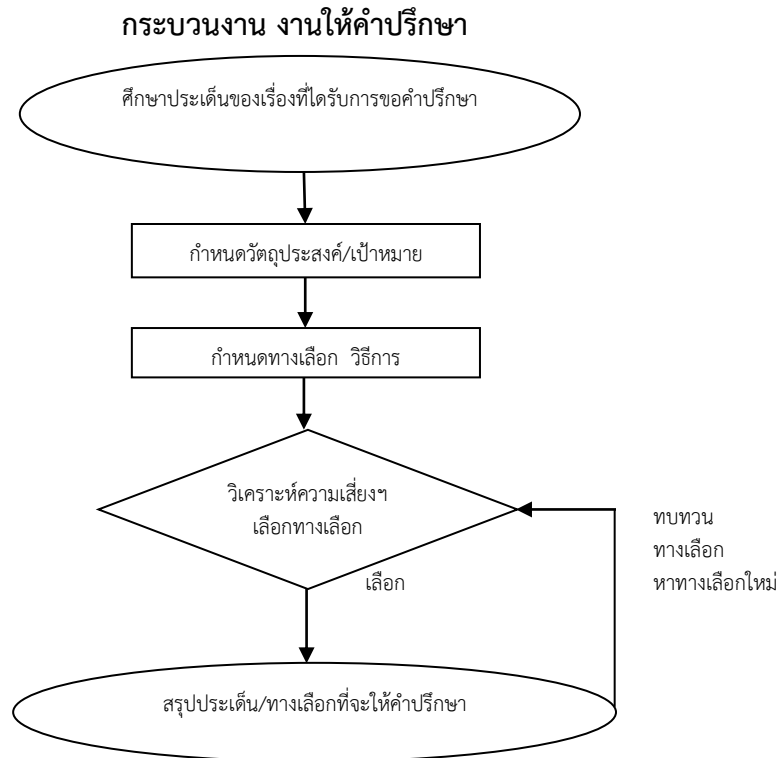 กระบวนงาน งานให้คำปรึกษา
ศึกษาประเด็นของเรื่องที่ไดรับการขอคำปรึกษา
กำหนดวัตถุประสงค์/เป้าหมาย
กำหนดทางเลือก วิธีการ
วิเคราะห์ความเสี่ยงฯ
เลือกทางเลือก
ทบทวน
ทางเลือก
หาทางเลือกใหม่
เลือก
สรุปประเด็น/ทางเลือกที่จะให้คำปรึกษา